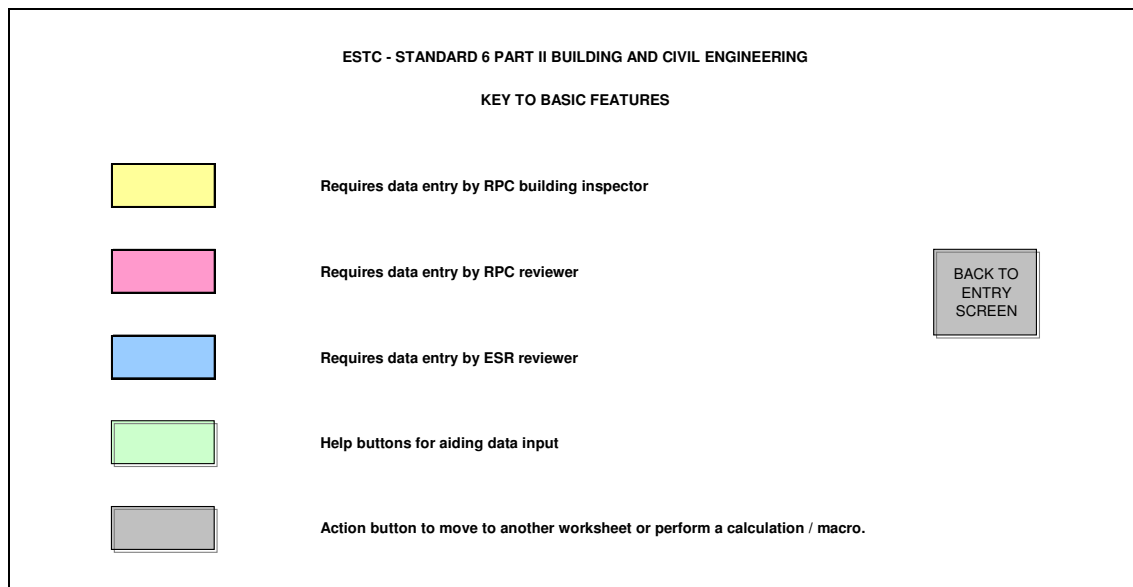 ESTC - STANDARD 6 PART II BUILDING AND CIVIL ENGINEERING
KEY TO BASIC FEATURES
Requires data entry by RPC building inspector
Requires data entry by RPC reviewer
BACK TO
ENTRY
SCREEN
Requires data entry by ESR reviewer
Help buttons for aiding data input
Action button to move to another worksheet or perform a calculation / macro.